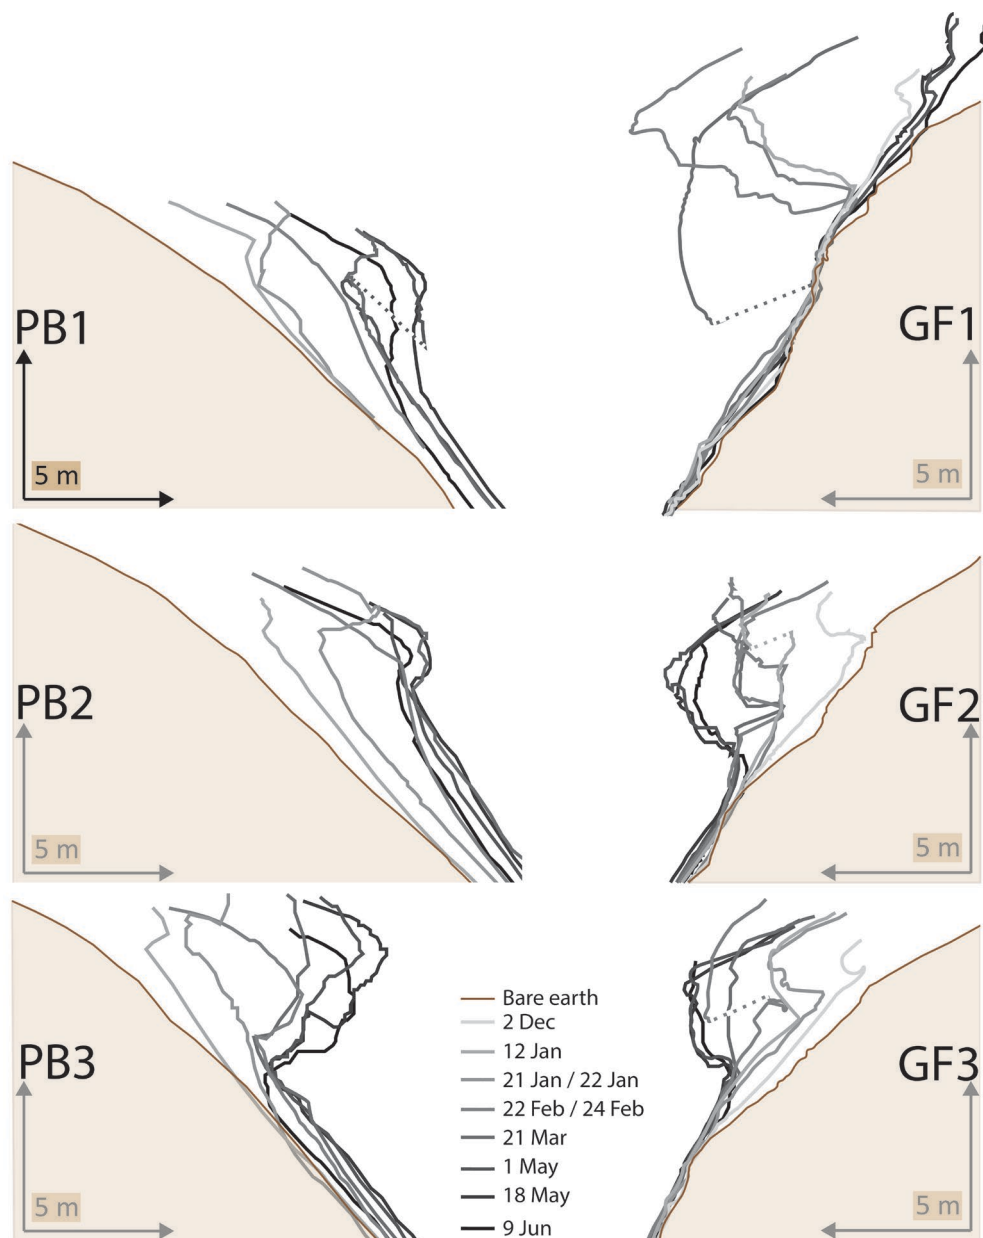 PB1
GF1
5 m
5 m
PB2
GF2
5 m
5 m
Bare earth
2 Dec
12 Jan
21 Jan / 22 Jan
22 Feb / 24 Feb
21 Mar
1 May
18 May
9 Jun
PB3
GF3
5 m
5 m